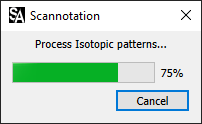 SA Scannotation
Process Isotopic patterns...
75%
Cancel